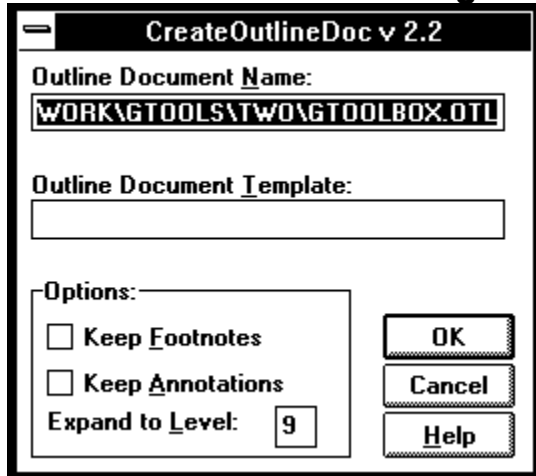 CreateOutlineDoc v 2.2
Outline Document Name:
WORK\GTOOLS\TWO\GTOOLBOX.OTL
Outline Document Template:
Options:
Keep Footnotes
Keep Annotations
Expand to Level: 9
OK
Cancel
Help